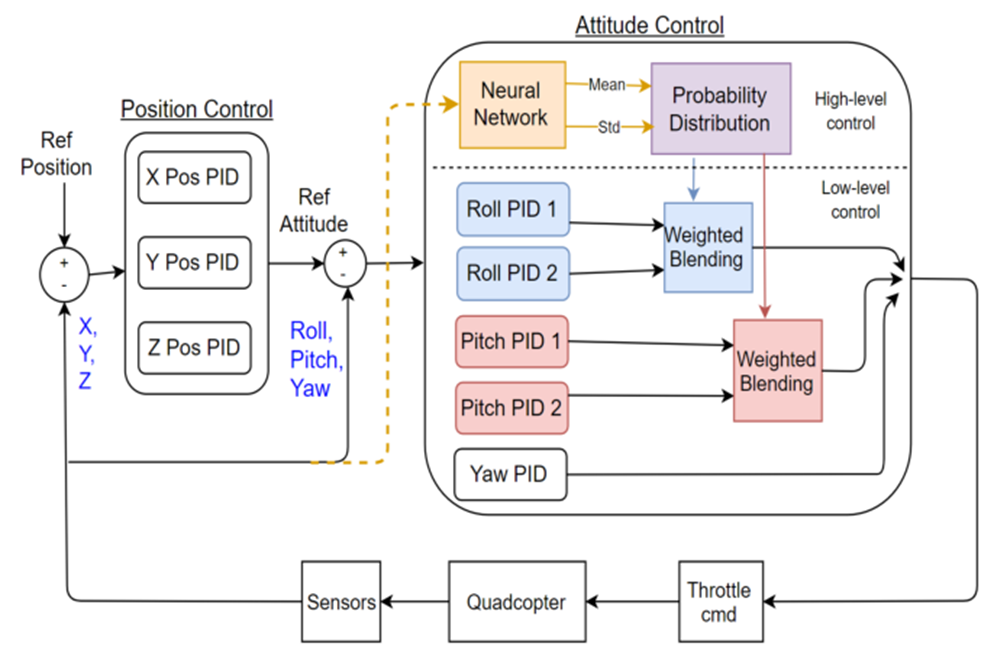 Attitude Control
Position Control
Ref
Position
+
-
X Pos PID
Y Pos PID
Z Pos PID
X,
Y,
Z
Ref
Attitude
+
-
Roll,
Pitch,
Yaw
Neural
Network
Mean
Std
Probability
Distribution
High-level
control
Low-level
control
Roll PID 1
Roll PID 2
Weighted
Blending
Pitch PID 1
Pitch PID 2
Weighted
Blending
Yaw PID
Sensors
Quadcopter
Throttle
cmd